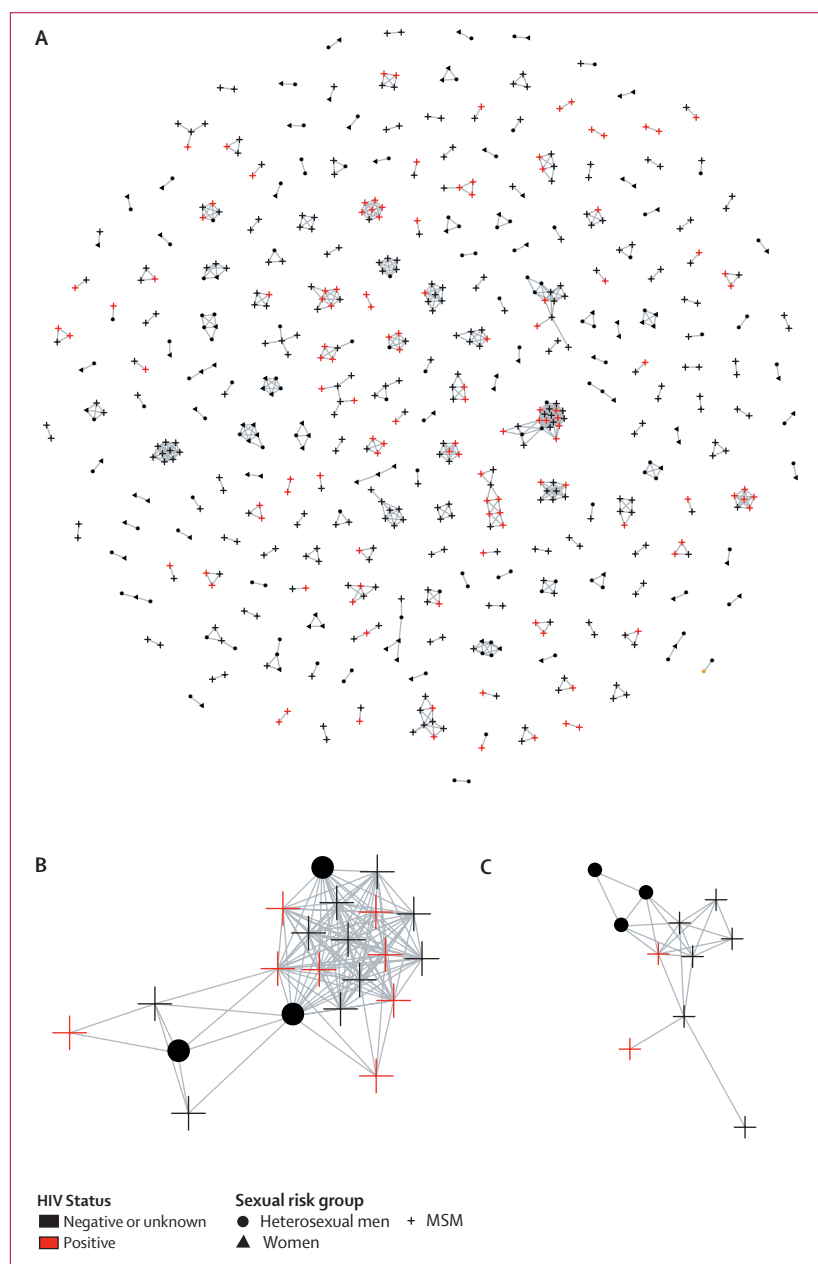 A
B
C
HIV Status
Negative or unknown
Positive
Sexual risk group
Heterosexual men
MSM
Women